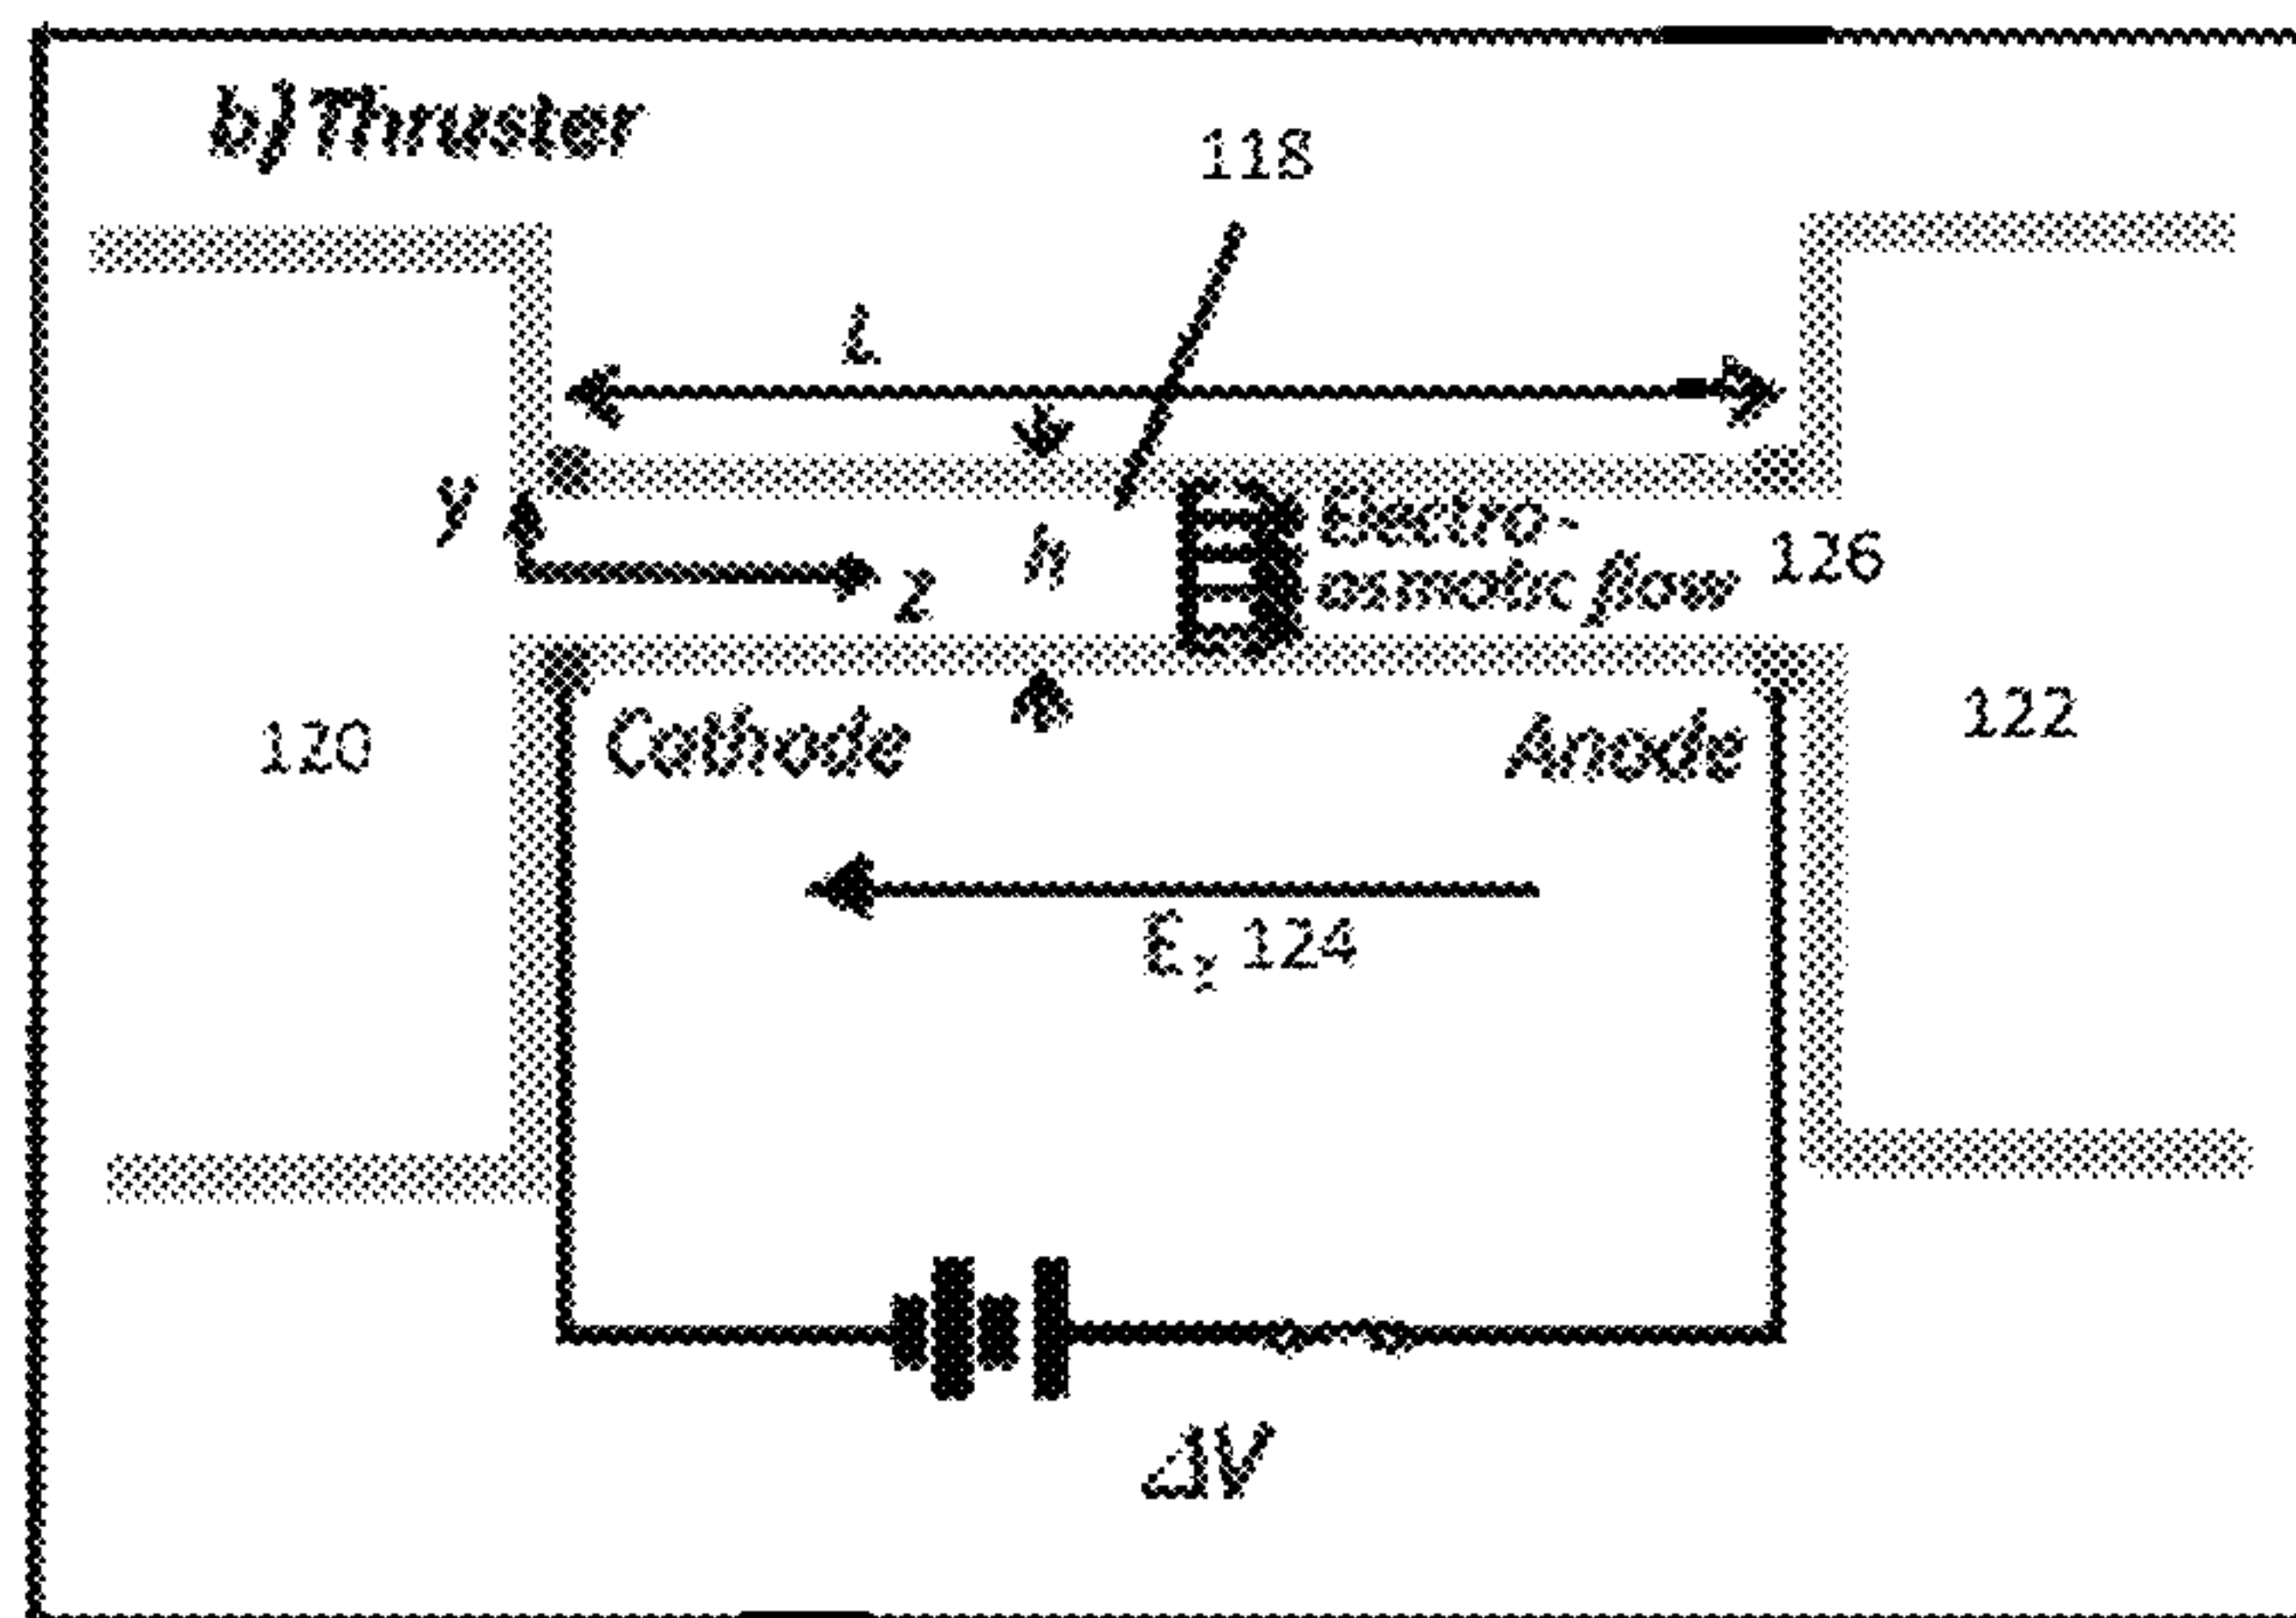 b) Thruster
118
L
y
h
Electro-
osmotic flow
126
z
120
Cathode
Anode
122
E_z 124
ΔV